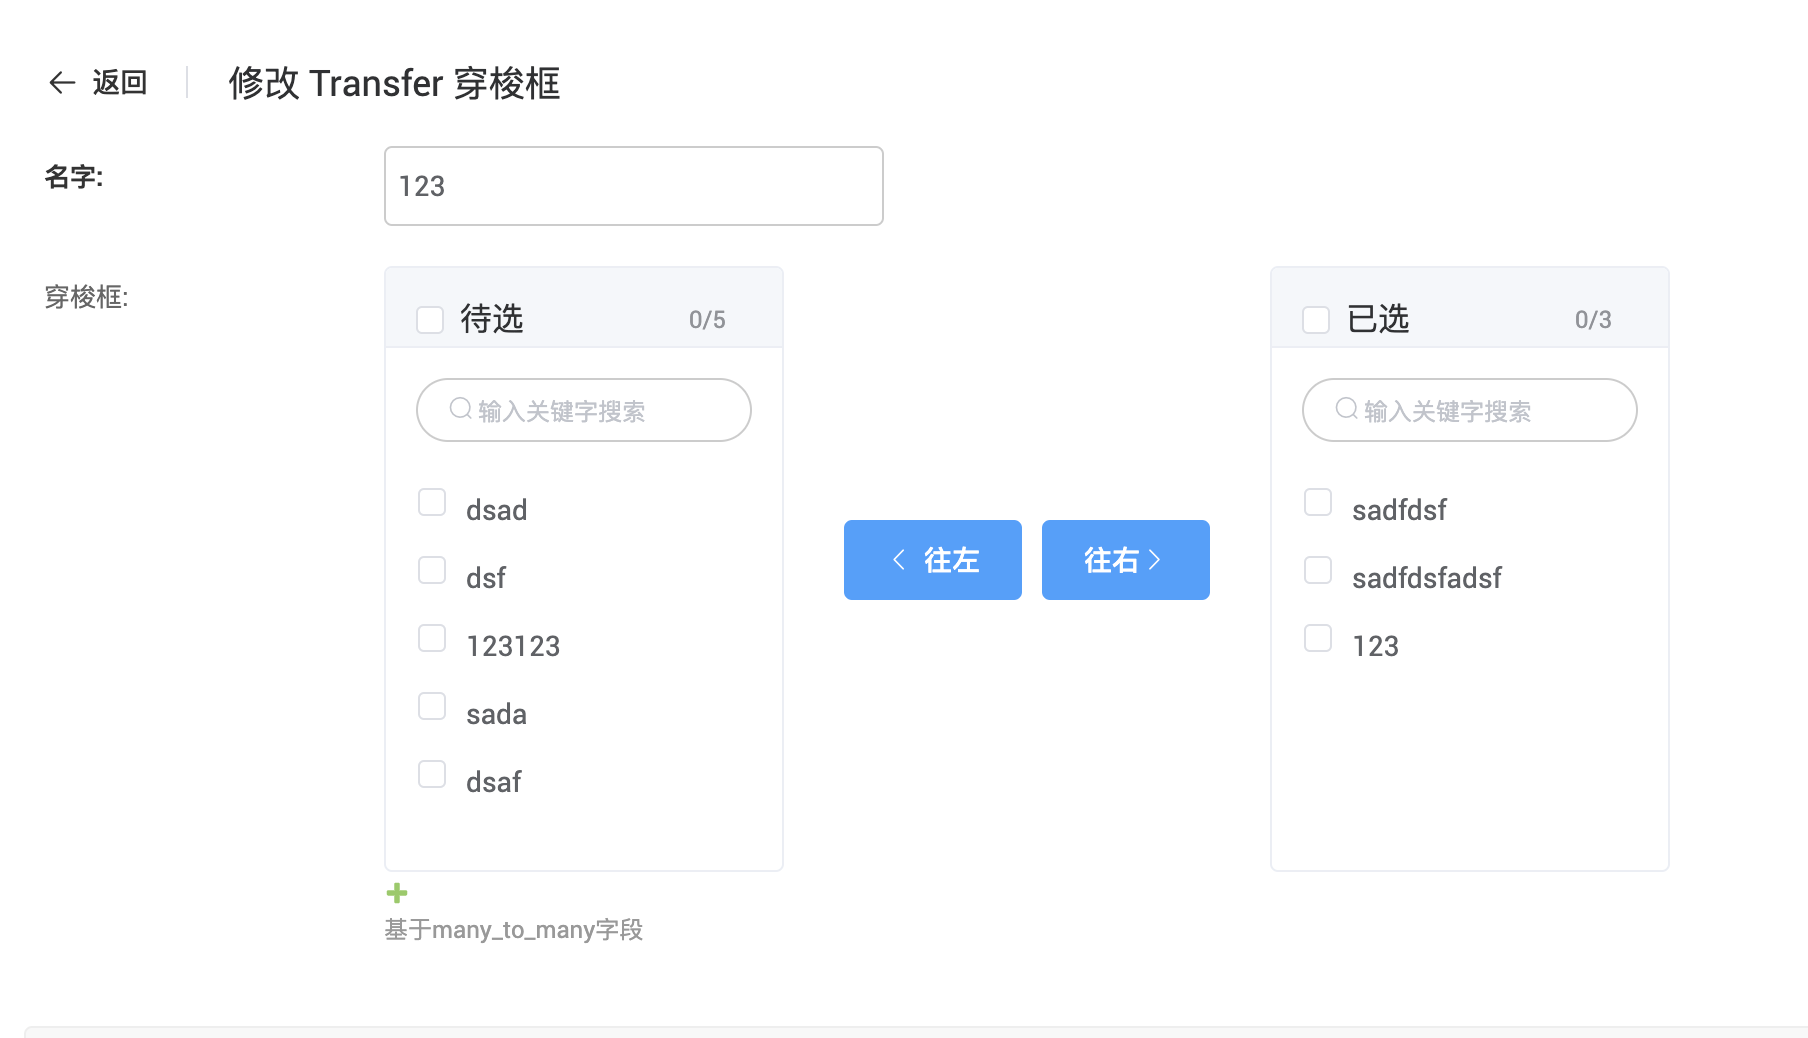 返回
修改 Transfer 穿梭框
名字:
123
穿梭框:
待选 0/5
输入关键字搜索
dsad
dsf
123123
sada
dsaf
往左
往右
已选 0/3
输入关键字搜索
sadfdsf
sadfdsfadsf
123
基于many_to_many字段